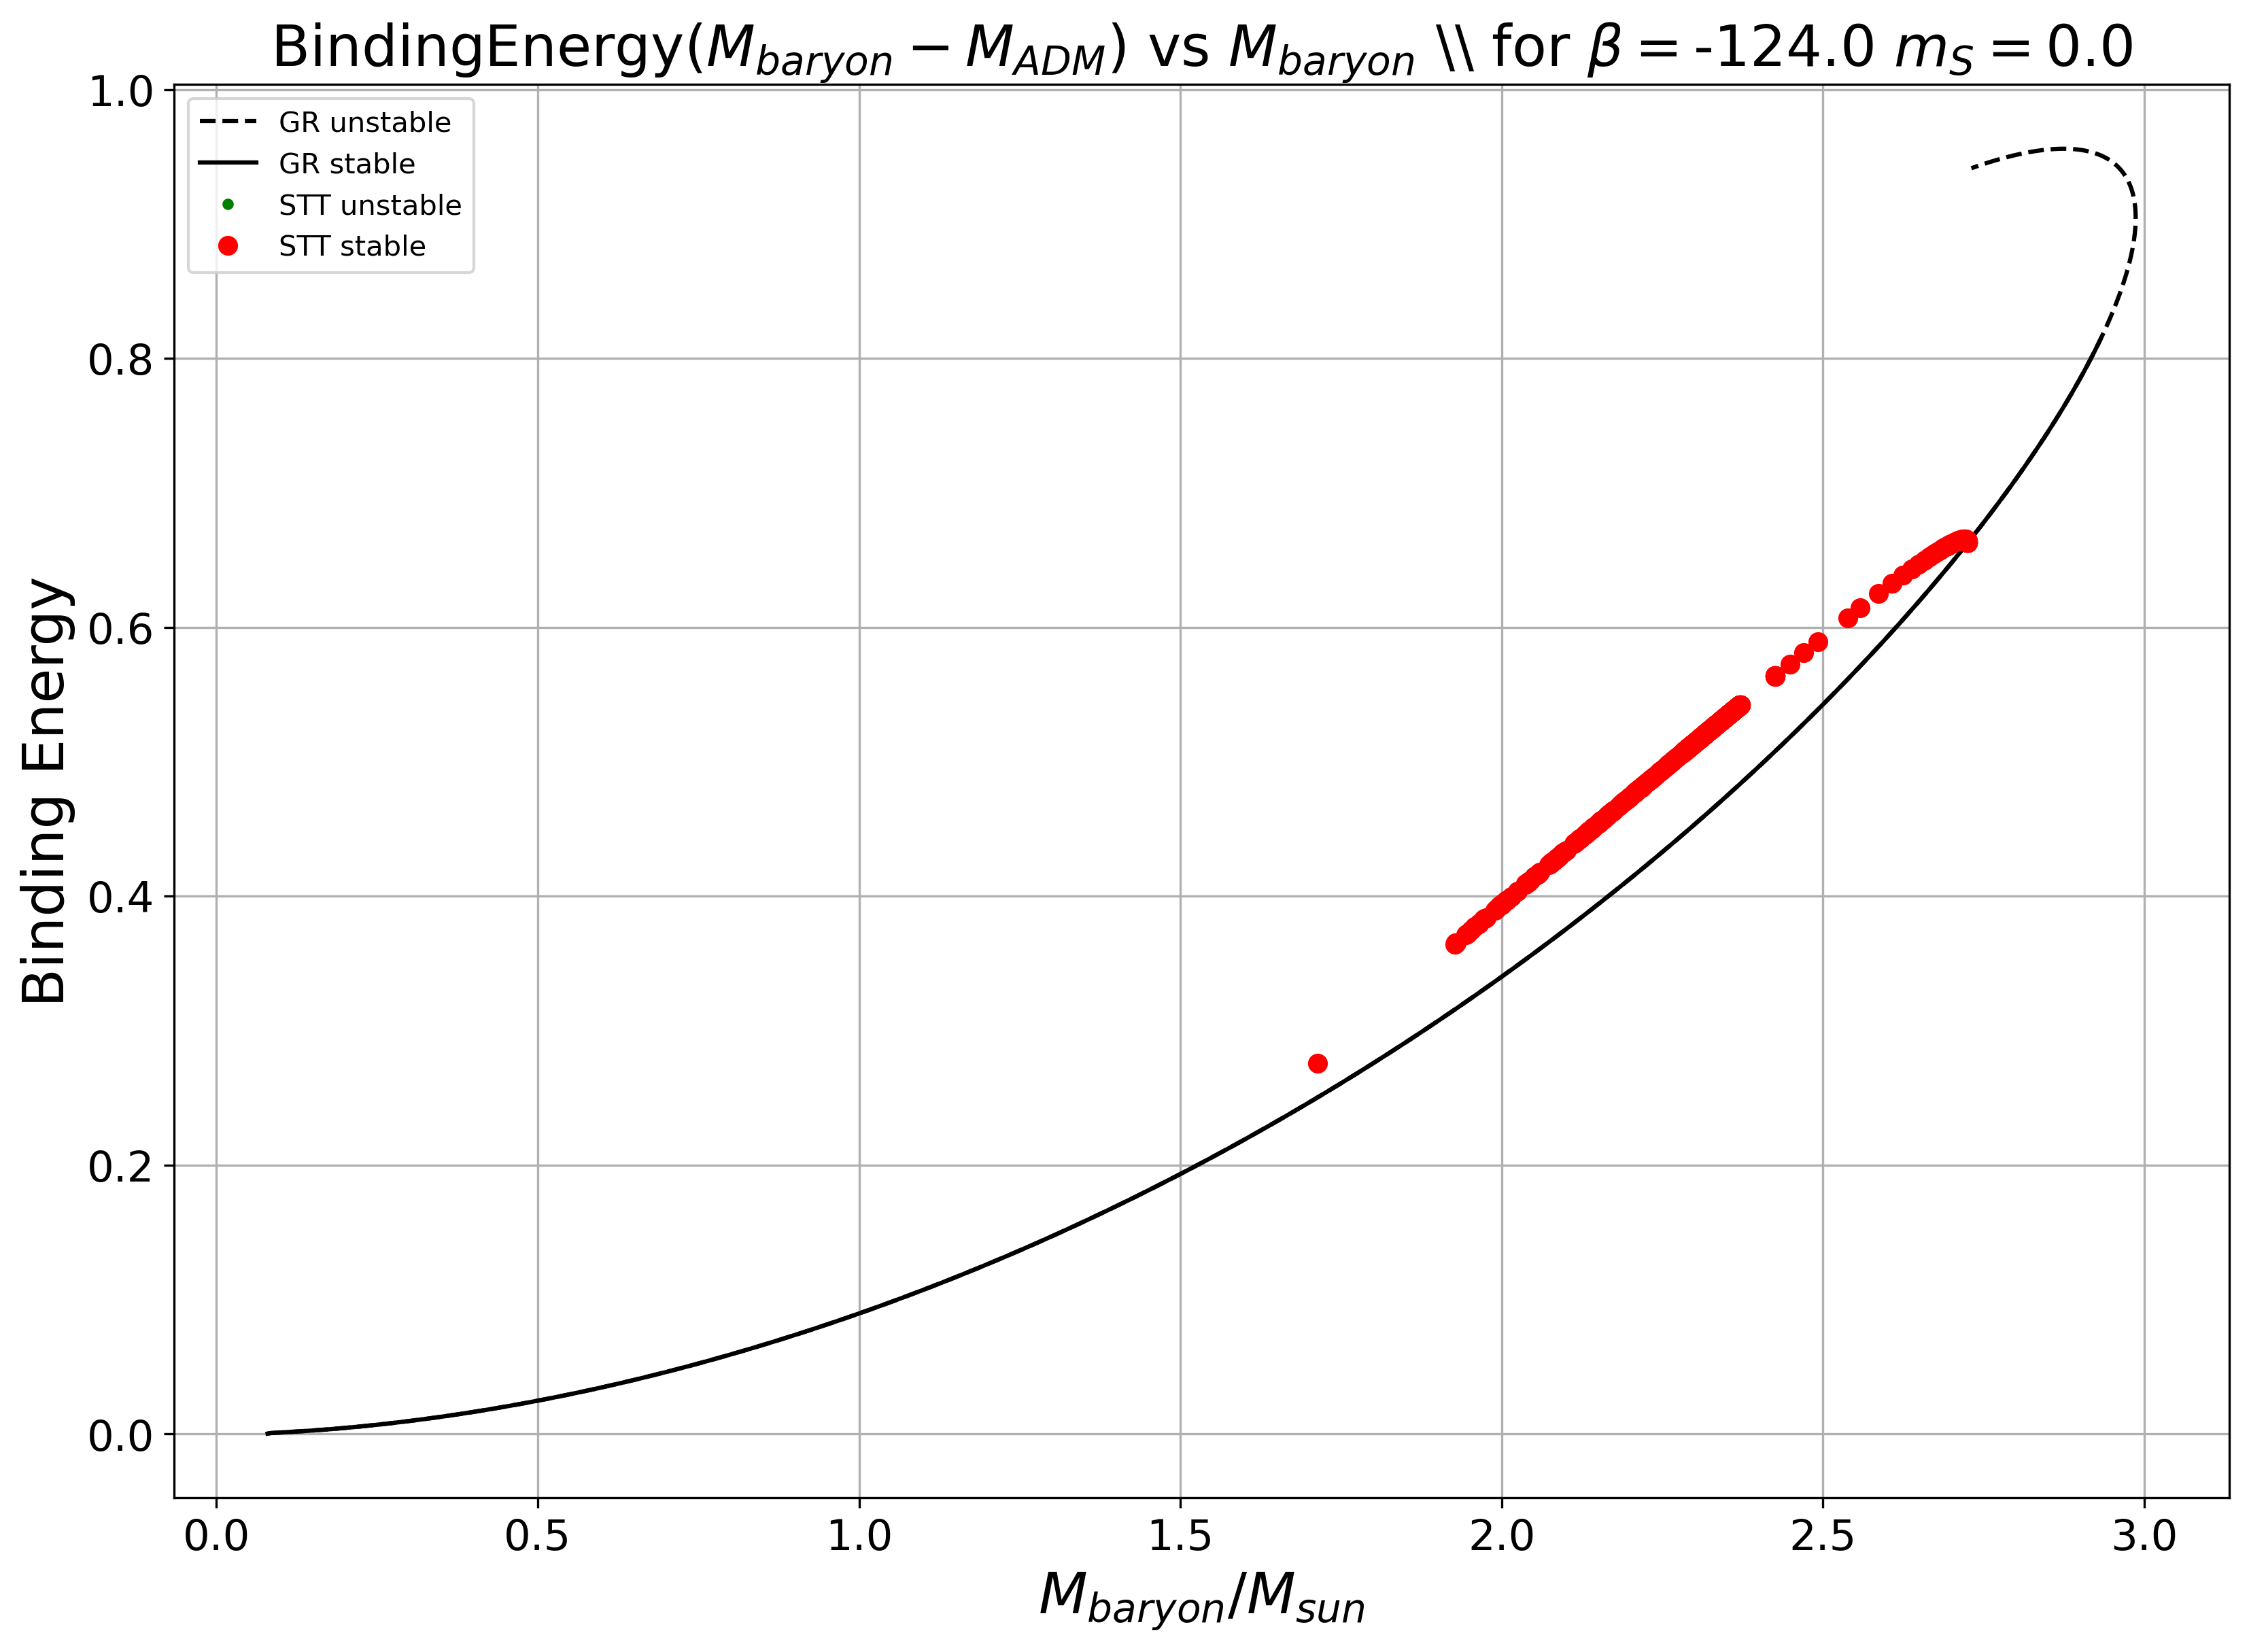 BindingEnergy(M_baryon − M_ADM) vs M_baryon \\ for β = -124.0 m_S = 0.0
1.0
GR unstable
GR stable
STT unstable
STT stable
0.8
0.6
0.4
0.2
0.0
Binding Energy
0.0 0.5 1.0 1.5 2.0 2.5 3.0
M_baryon/M_sun